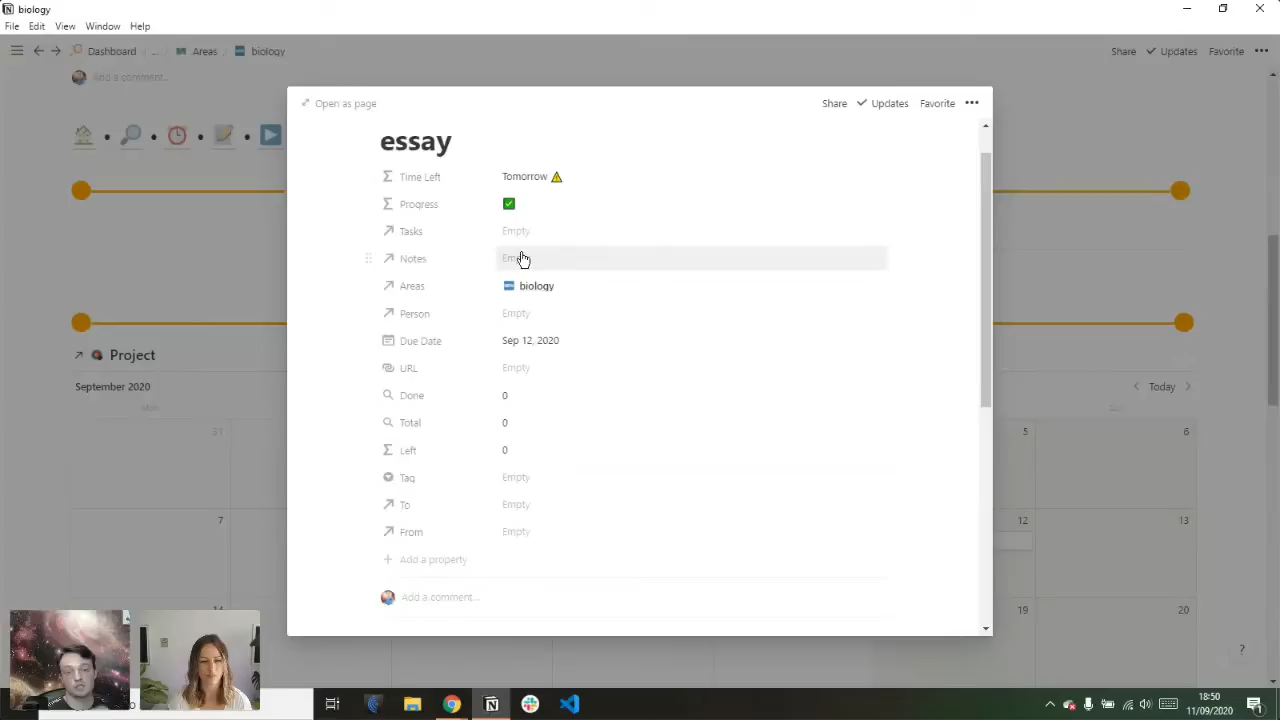 biology
File Edit View Window Help
Dashboard ... Areas biology Share Updates Favorite
Add a comment...
Open as page Share Updates Favorite
essay
Time Left Tomorrow
Progress
Tasks Empty
Notes
Areas biology
Person Empty
Due Date Sep 12, 2020
URL Empty
Done 0
Total 0
Left 0
Tag Empty
To Empty
From Empty
Add a property
Add a comment...
Project
September 2020 Today
Mon Sun
31 5 6
7 12 13
14 19 20
?
18:50
11/09/2020